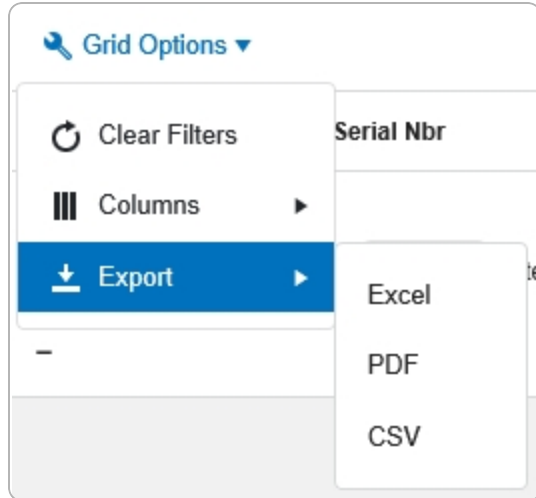 Grid Options
Clear Filters
Serial Nbr
Columns
Export
Excel
PDF
CSV